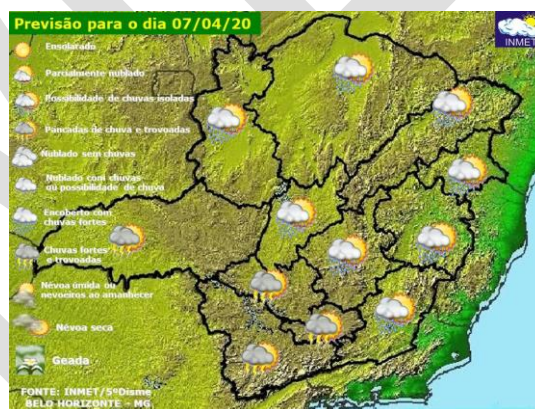 Previsão para o dia 07/04/20
INMET
Ensolarado
Parcialmente nublado
Possibilidade de chuvas isoladas
Pancadas de chuva e trovoadas
Nublado sem chuvas
Nublado com chuvas
ou possibilidade de chuva
Encoberto com
chuvas fortes
Chuvas fortes
e trovoadas
Névoa úmida ou
nevoeiros ao amanhecer
Névoa seca
Geada
FONTE: INMET/5ºDisme
BELO HORIZONTE - MG